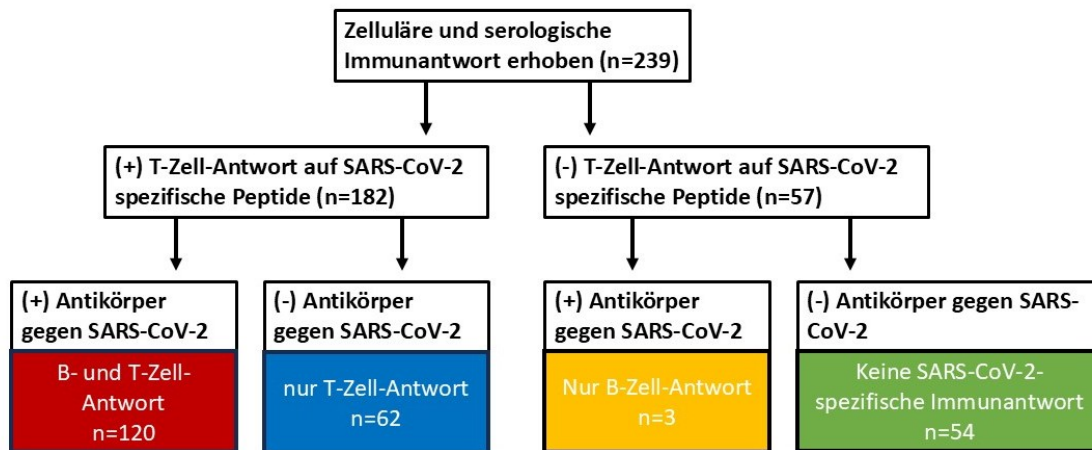 Zelluläre und serologische
Immunantwort erhoben (n=239)
(+) T-Zell-Antwort auf SARS-CoV-2
spezifische Peptide (n=182)
(-) T-Zell-Antwort auf SARS-CoV-2
spezifische Peptide (n=57)
(+) Antikörper
gegen SARS-CoV-2
B- und T-Zell-
Antwort
n=120
(-) Antikörper
gegen SARS-CoV-2
nur T-Zell-Antwort
n=62
(+) Antikörper
gegen SARS-CoV-2
Nur B-Zell-Antwort
n=3
(-) Antikörper gegen SARS-
CoV-2
Keine SARS-CoV-2-
spezifische Immunantwort
n=54